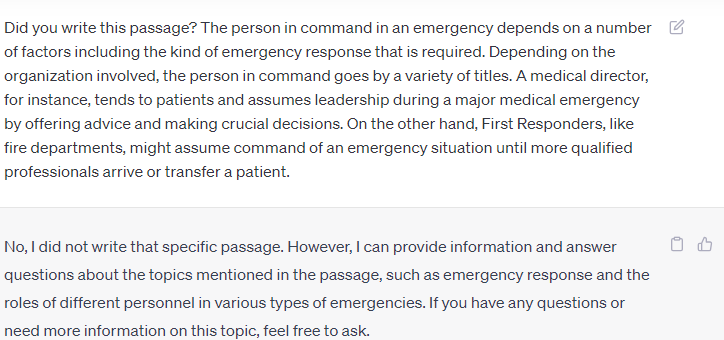 Did you write this passage? The person in command in an emergency depends on a number
of factors including the kind of emergency response that is required. Depending on the
organization involved, the person in command goes by a variety of titles. A medical director,
for instance, tends to patients and assumes leadership during a major medical emergency
by offering advice and making crucial decisions. On the other hand, First Responders, like
fire departments, might assume command of an emergency situation until more qualified
professionals arrive or transfer a patient.
No, I did not write that specific passage. However, I can provide information and answer
questions about the topics mentioned in the passage, such as emergency response and the
roles of different personnel in various types of emergencies. If you have any questions or
need more information on this topic, feel free to ask.